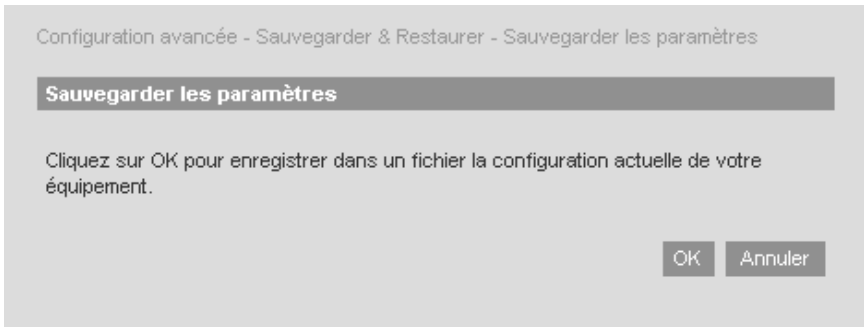 Configuration avancée - Sauvegarder & Restaurer - Sauvegarder les paramètres
Sauvegarder les paramètres
Cliquez sur OK pour enregistrer dans un fichier la configuration actuelle de votre
équipement.
OK Annuler